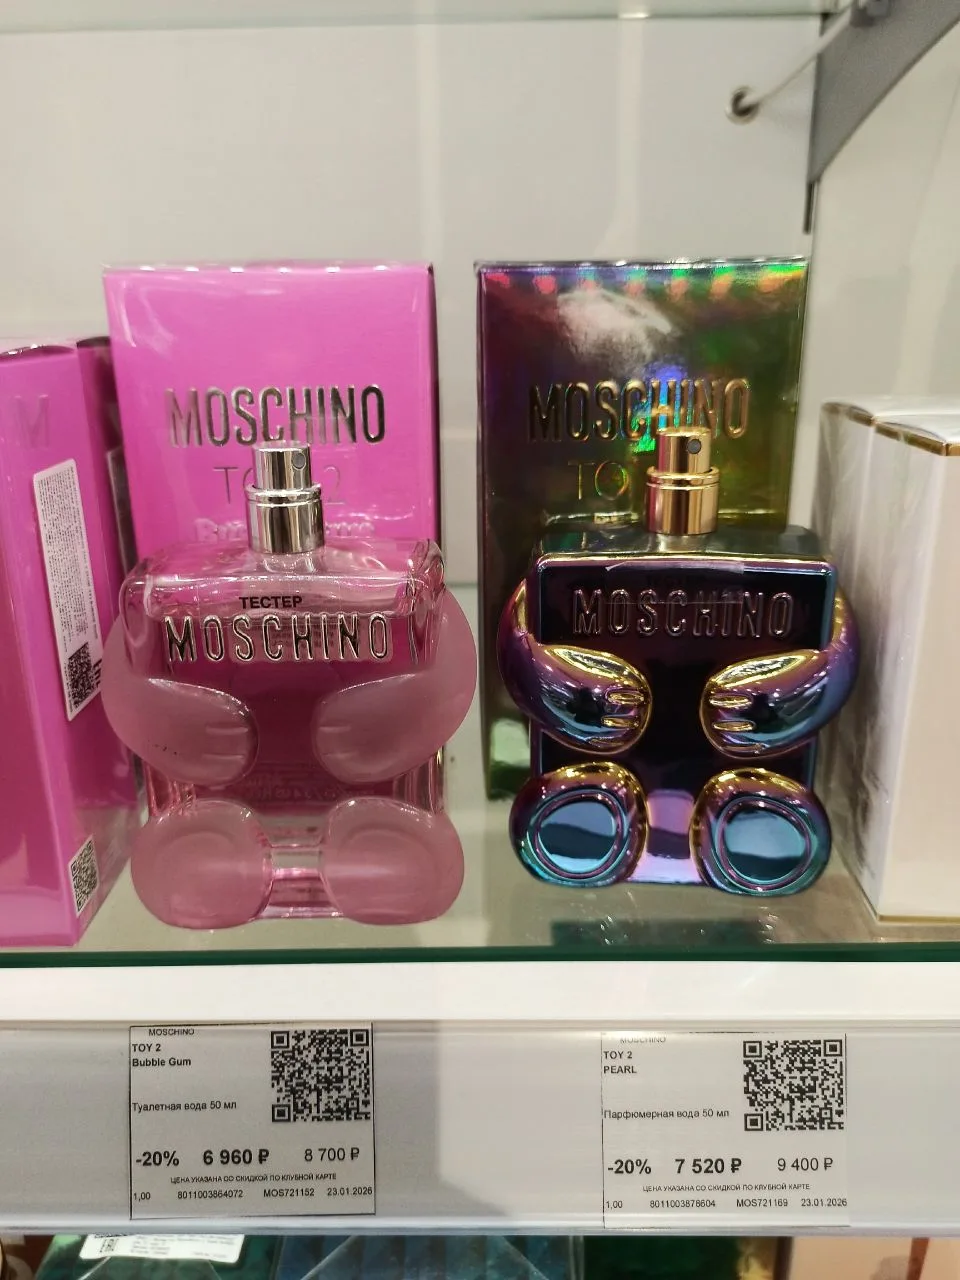 MOSCHINO
MOSCHINO
M
TO 2
TO
ТЕСТЕР
MOSCHINO
MOSCHINO
MOSCHINO
TOY 2
Bubble Gum
Туалетная вода 50 мл
-20% 6 960 ₽ 8 700 ₽
ЦЕНА УКАЗАНА СО СКИДКОЙ ПО КЛУБНОЙ КАРТЕ
1,00 8011003864072 MOS721152 23.01.2026
MOSCHINO
TOY 2
PEARL
Парфюмерная вода 50 мл
-20% 7 520 ₽ 9 400 ₽
ЦЕНА УКАЗАНА СО СКИДКОЙ ПО КЛУБНОЙ КАРТЕ
1,00 8011003878604 MOS721169 23.01.2026
EAC